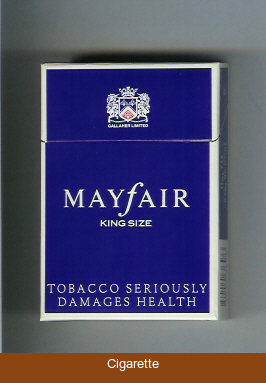 GALLAHER LIMITED
MAYfAIR
KING SIZE
TOBACCO SERIOUSLY
DAMAGES HEALTH
Cigarette